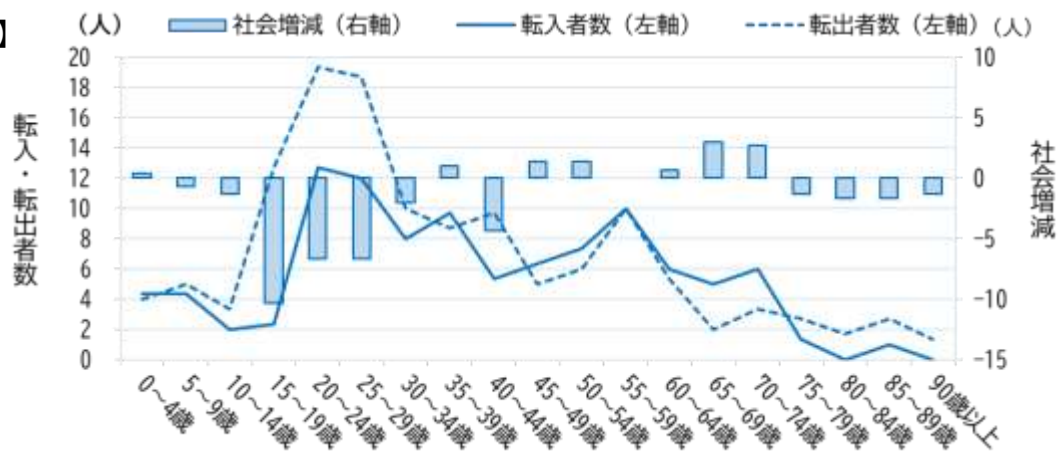 】
(人) 社会増減（右軸） 転入者数（左軸） 転出者数（左軸） (人)
転入・転出者数
20
18
16
14
12
10
8
6
4
2
0
10
5
0
−5
−10
−15
社会増減
0～4歳
5～9歳
10～14歳
15～19歳
20～24歳
25～29歳
30～34歳
35～39歳
40～44歳
45～49歳
50～54歳
55～59歳
60～64歳
65～69歳
70～74歳
75～79歳
80～84歳
85～89歳
90歳以上